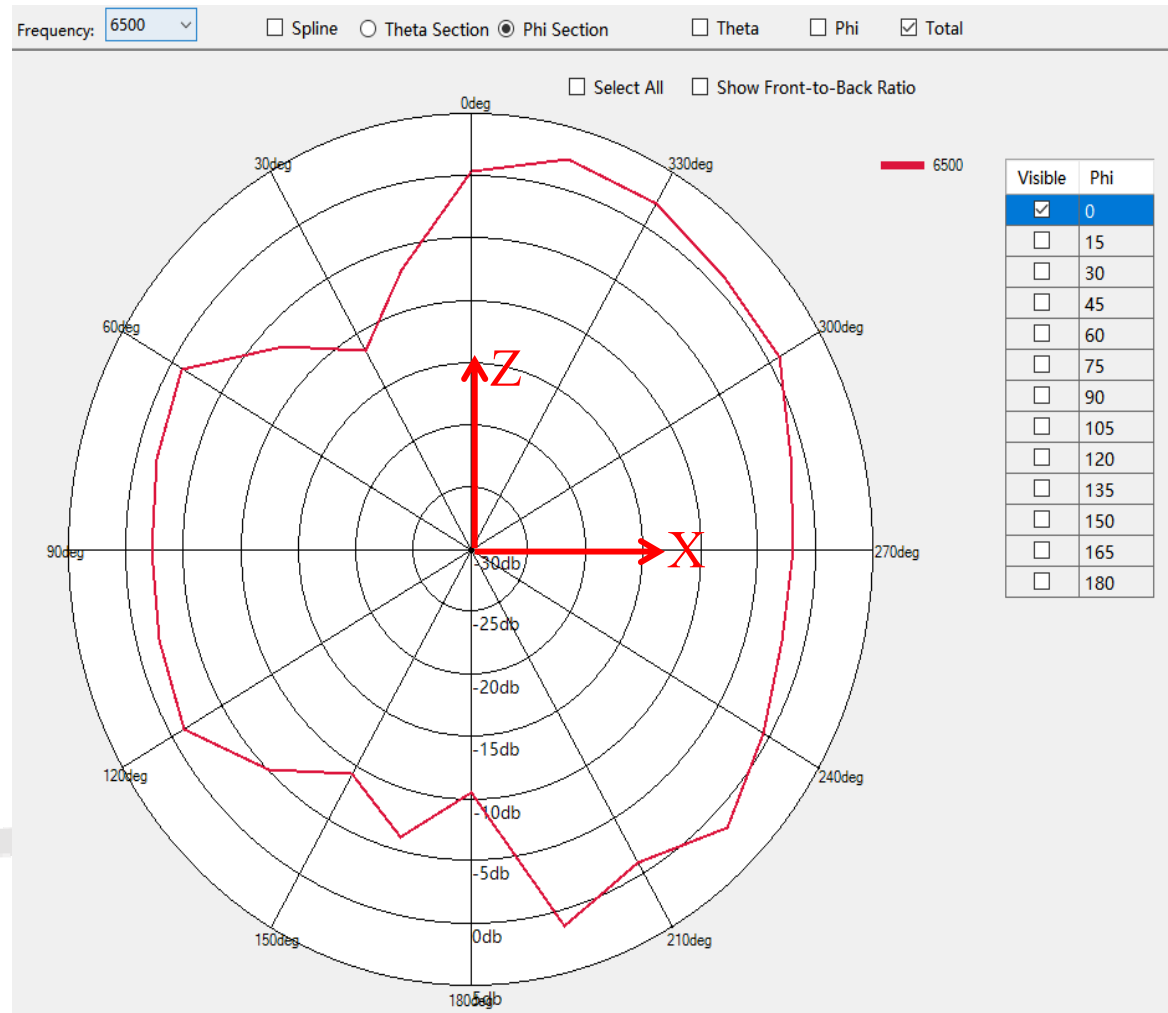 Frequency: 6500 Spline Theta Section Phi Section Theta Phi Total
Select All Show Front-to-Back Ratio
0deg
30deg
330deg
6500
60deg
300deg
90deg
270deg
120deg
240deg
150deg
210deg
180deg
Z
X
-30db
-25db
-20db
-15db
-10db
-5db
0db
5db
Visible Phi
0
15
30
45
60
75
90
105
120
135
150
165
180